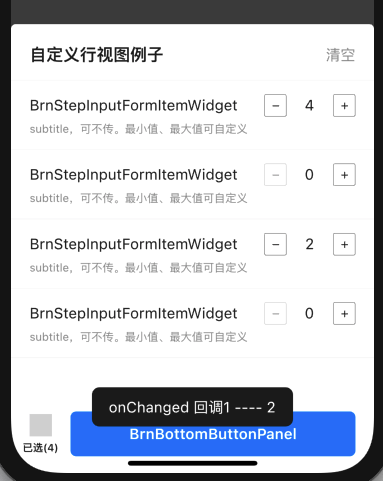 自定义行视图例子 清空
BrnStepInputFormItemWidget − 4 +
subtitle，可不传。最小值、最大值可自定义
BrnStepInputFormItemWidget − 0 +
subtitle，可不传。最小值、最大值可自定义
BrnStepInputFormItemWidget − 2 +
subtitle，可不传。最小值、最大值可自定义
BrnStepInputFormItemWidget − 0 +
subtitle，可不传。最小值、最大值可自定义
onChanged 回调1 ---- 2
BrnBottomButtonPanel
已选(4)